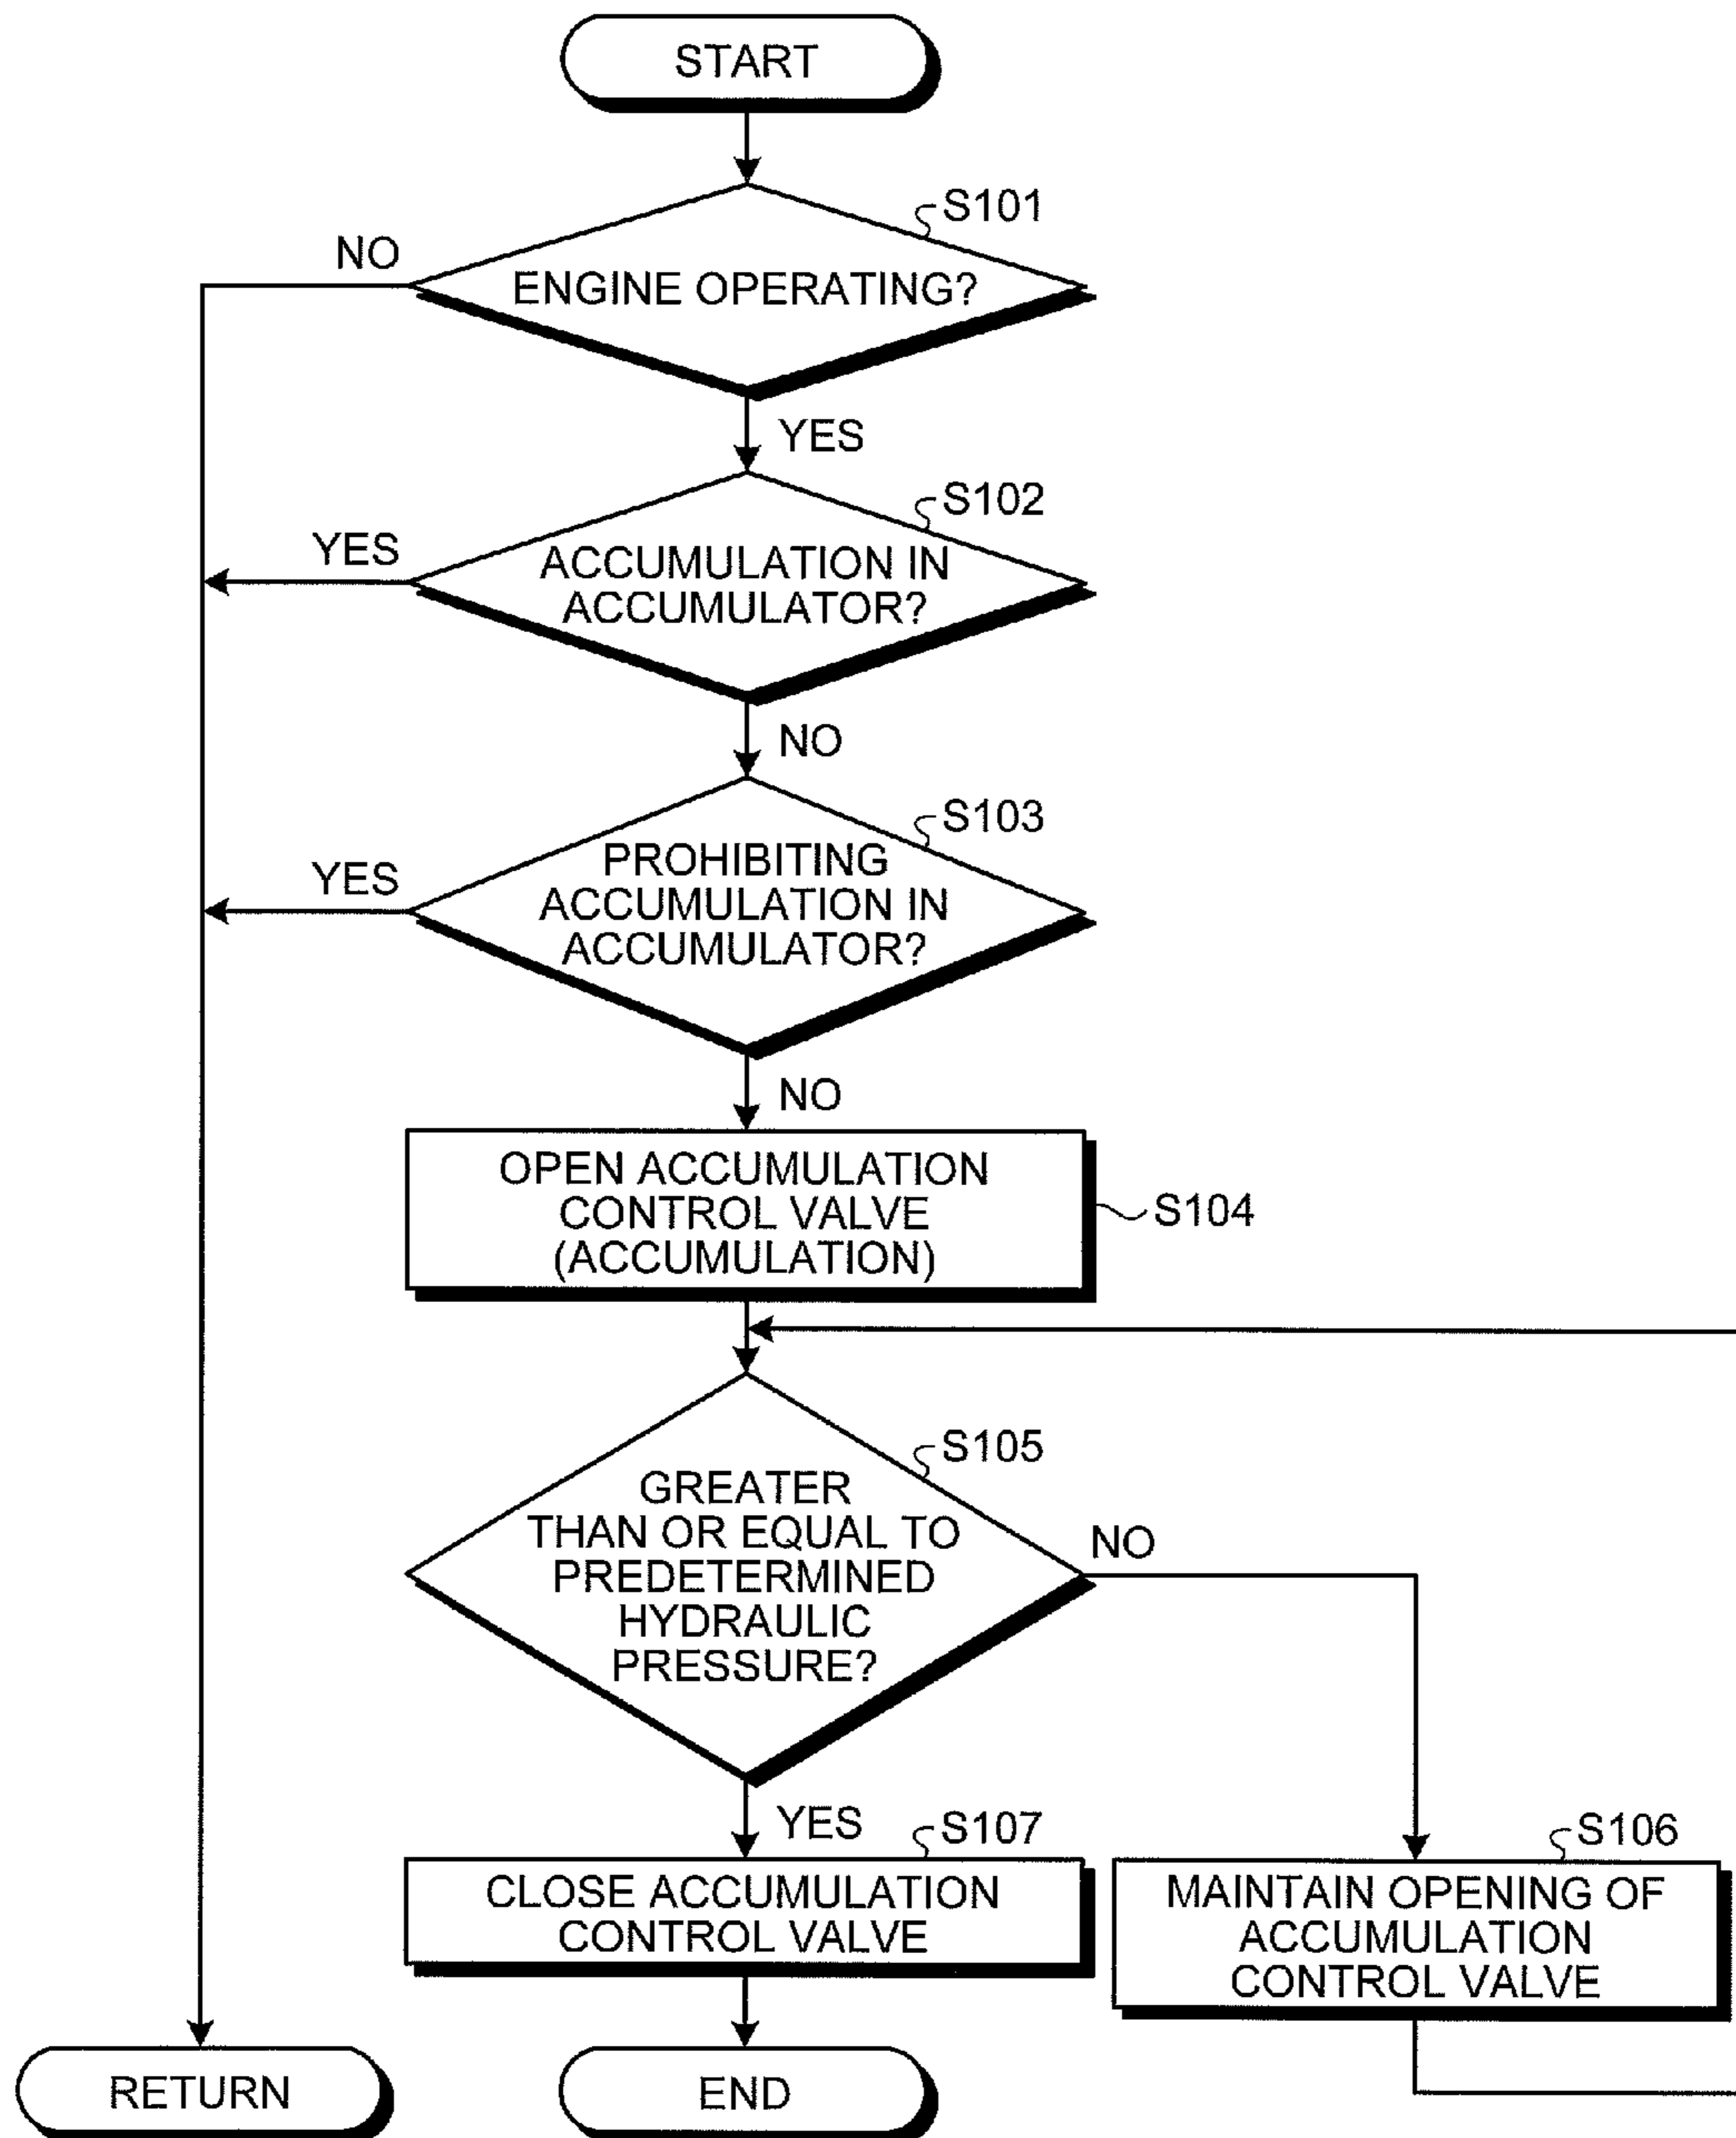 START
S101
NO
ENGINE OPERATING?
YES
S102
YES
ACCUMULATION IN
ACCUMULATOR?
NO
S103
YES
PROHIBITING
ACCUMULATION IN
ACCUMULATOR?
NO
OPEN ACCUMULATION
CONTROL VALVE
(ACCUMULATION)
S104
S105
GREATER
THAN OR EQUAL TO
PREDETERMINED
HYDRAULIC
PRESSURE?
NO
YES
S107
S106
CLOSE ACCUMULATION
CONTROL VALVE
MAINTAIN OPENING OF
ACCUMULATION
CONTROL VALVE
RETURN
END